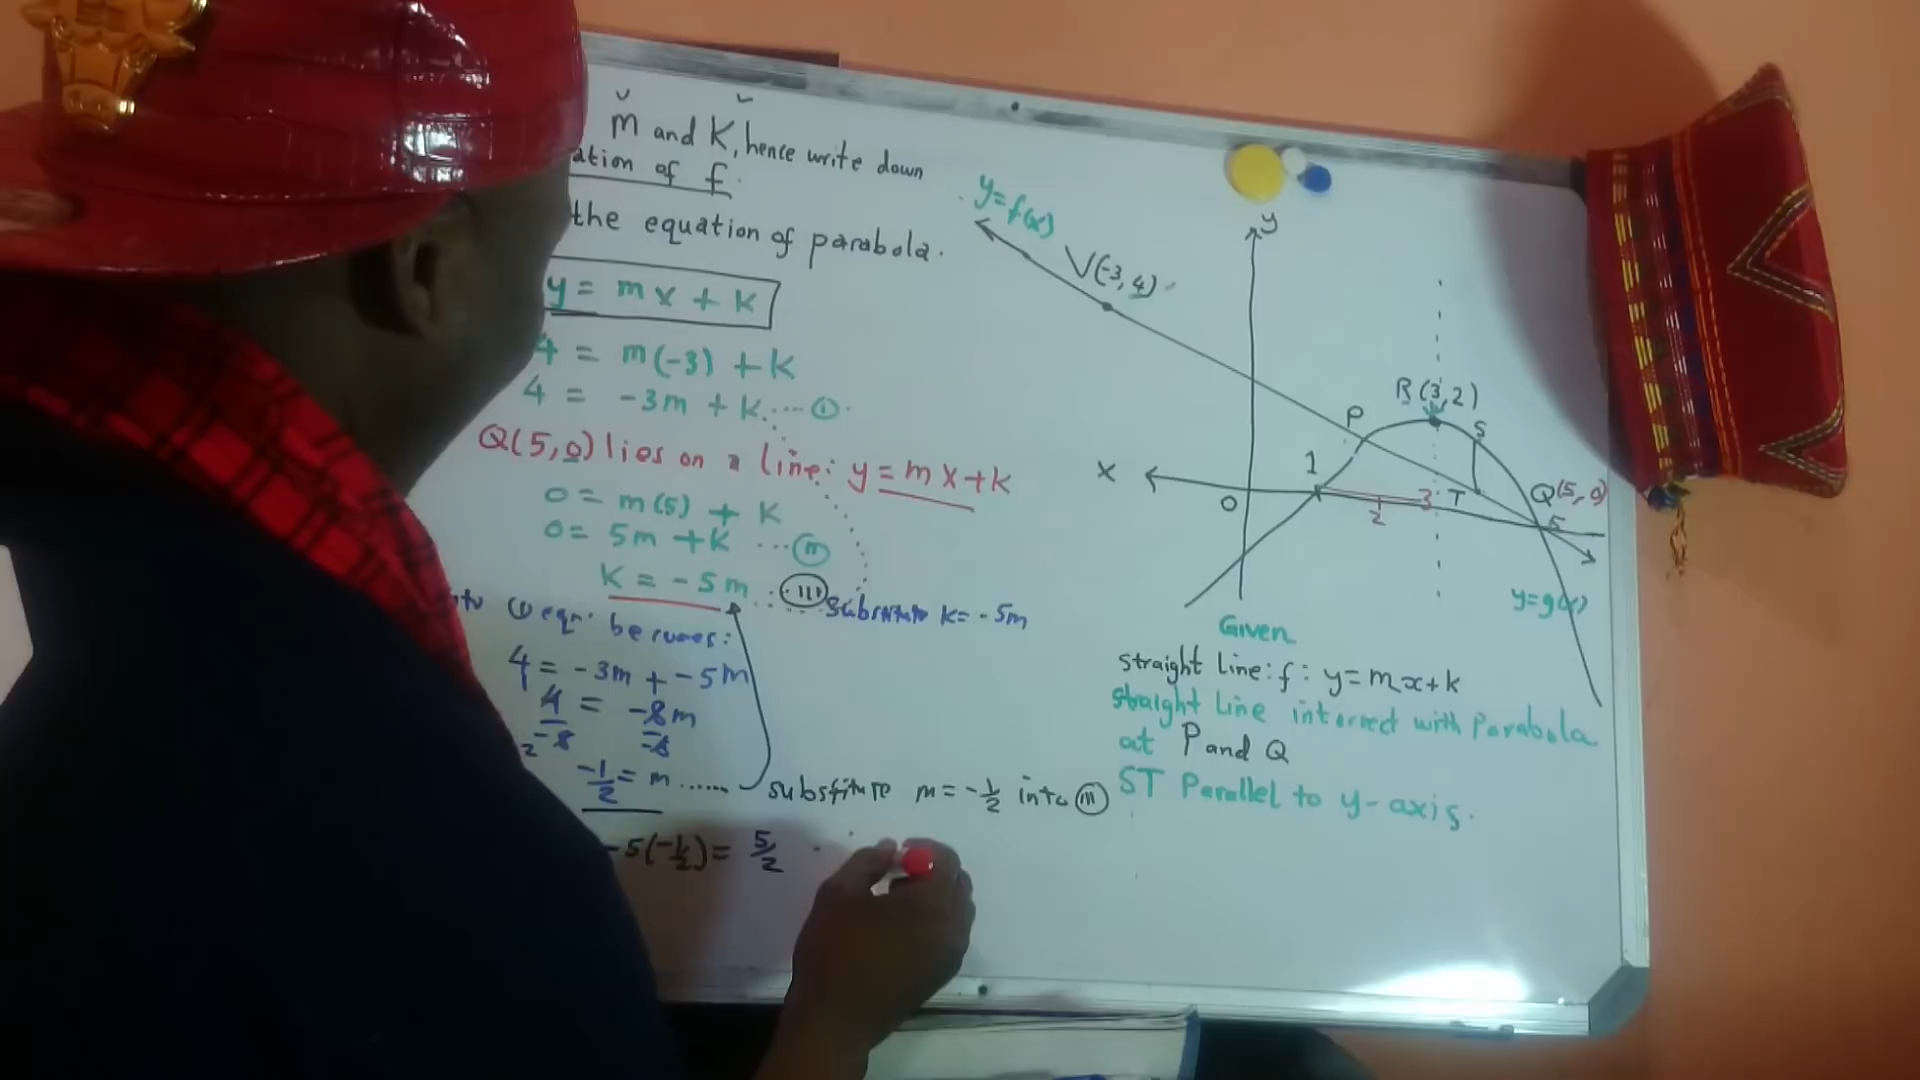 m and K, hence write down
ation of f.
the equation of parabola.
y = mx + k
4 = m(-3) + k
4 = -3m + k ..... ①
Q(5,0) lies on a line: y = mx+k
0 = m(5) + k
0 = 5m + k ... (II)
K = -5m ... (III) substitute k = -5m
into ① eqn. becomes:
4 = -3m + -5m
4 = -8m
-8 -8
2
-1/2 = m ...... substitute m = -1/2 into (III)
-5(-1/2) = 5/2
y=f(x)
V(-3,4)
y
R(3,2)
P
S
1
X
O
2
3
T
Q(5,0)
5
y=g(x)
Given
straight line: f: y=mx+k
straight Line intersect with Parabola
at P and Q
ST Parallel to y-axis.